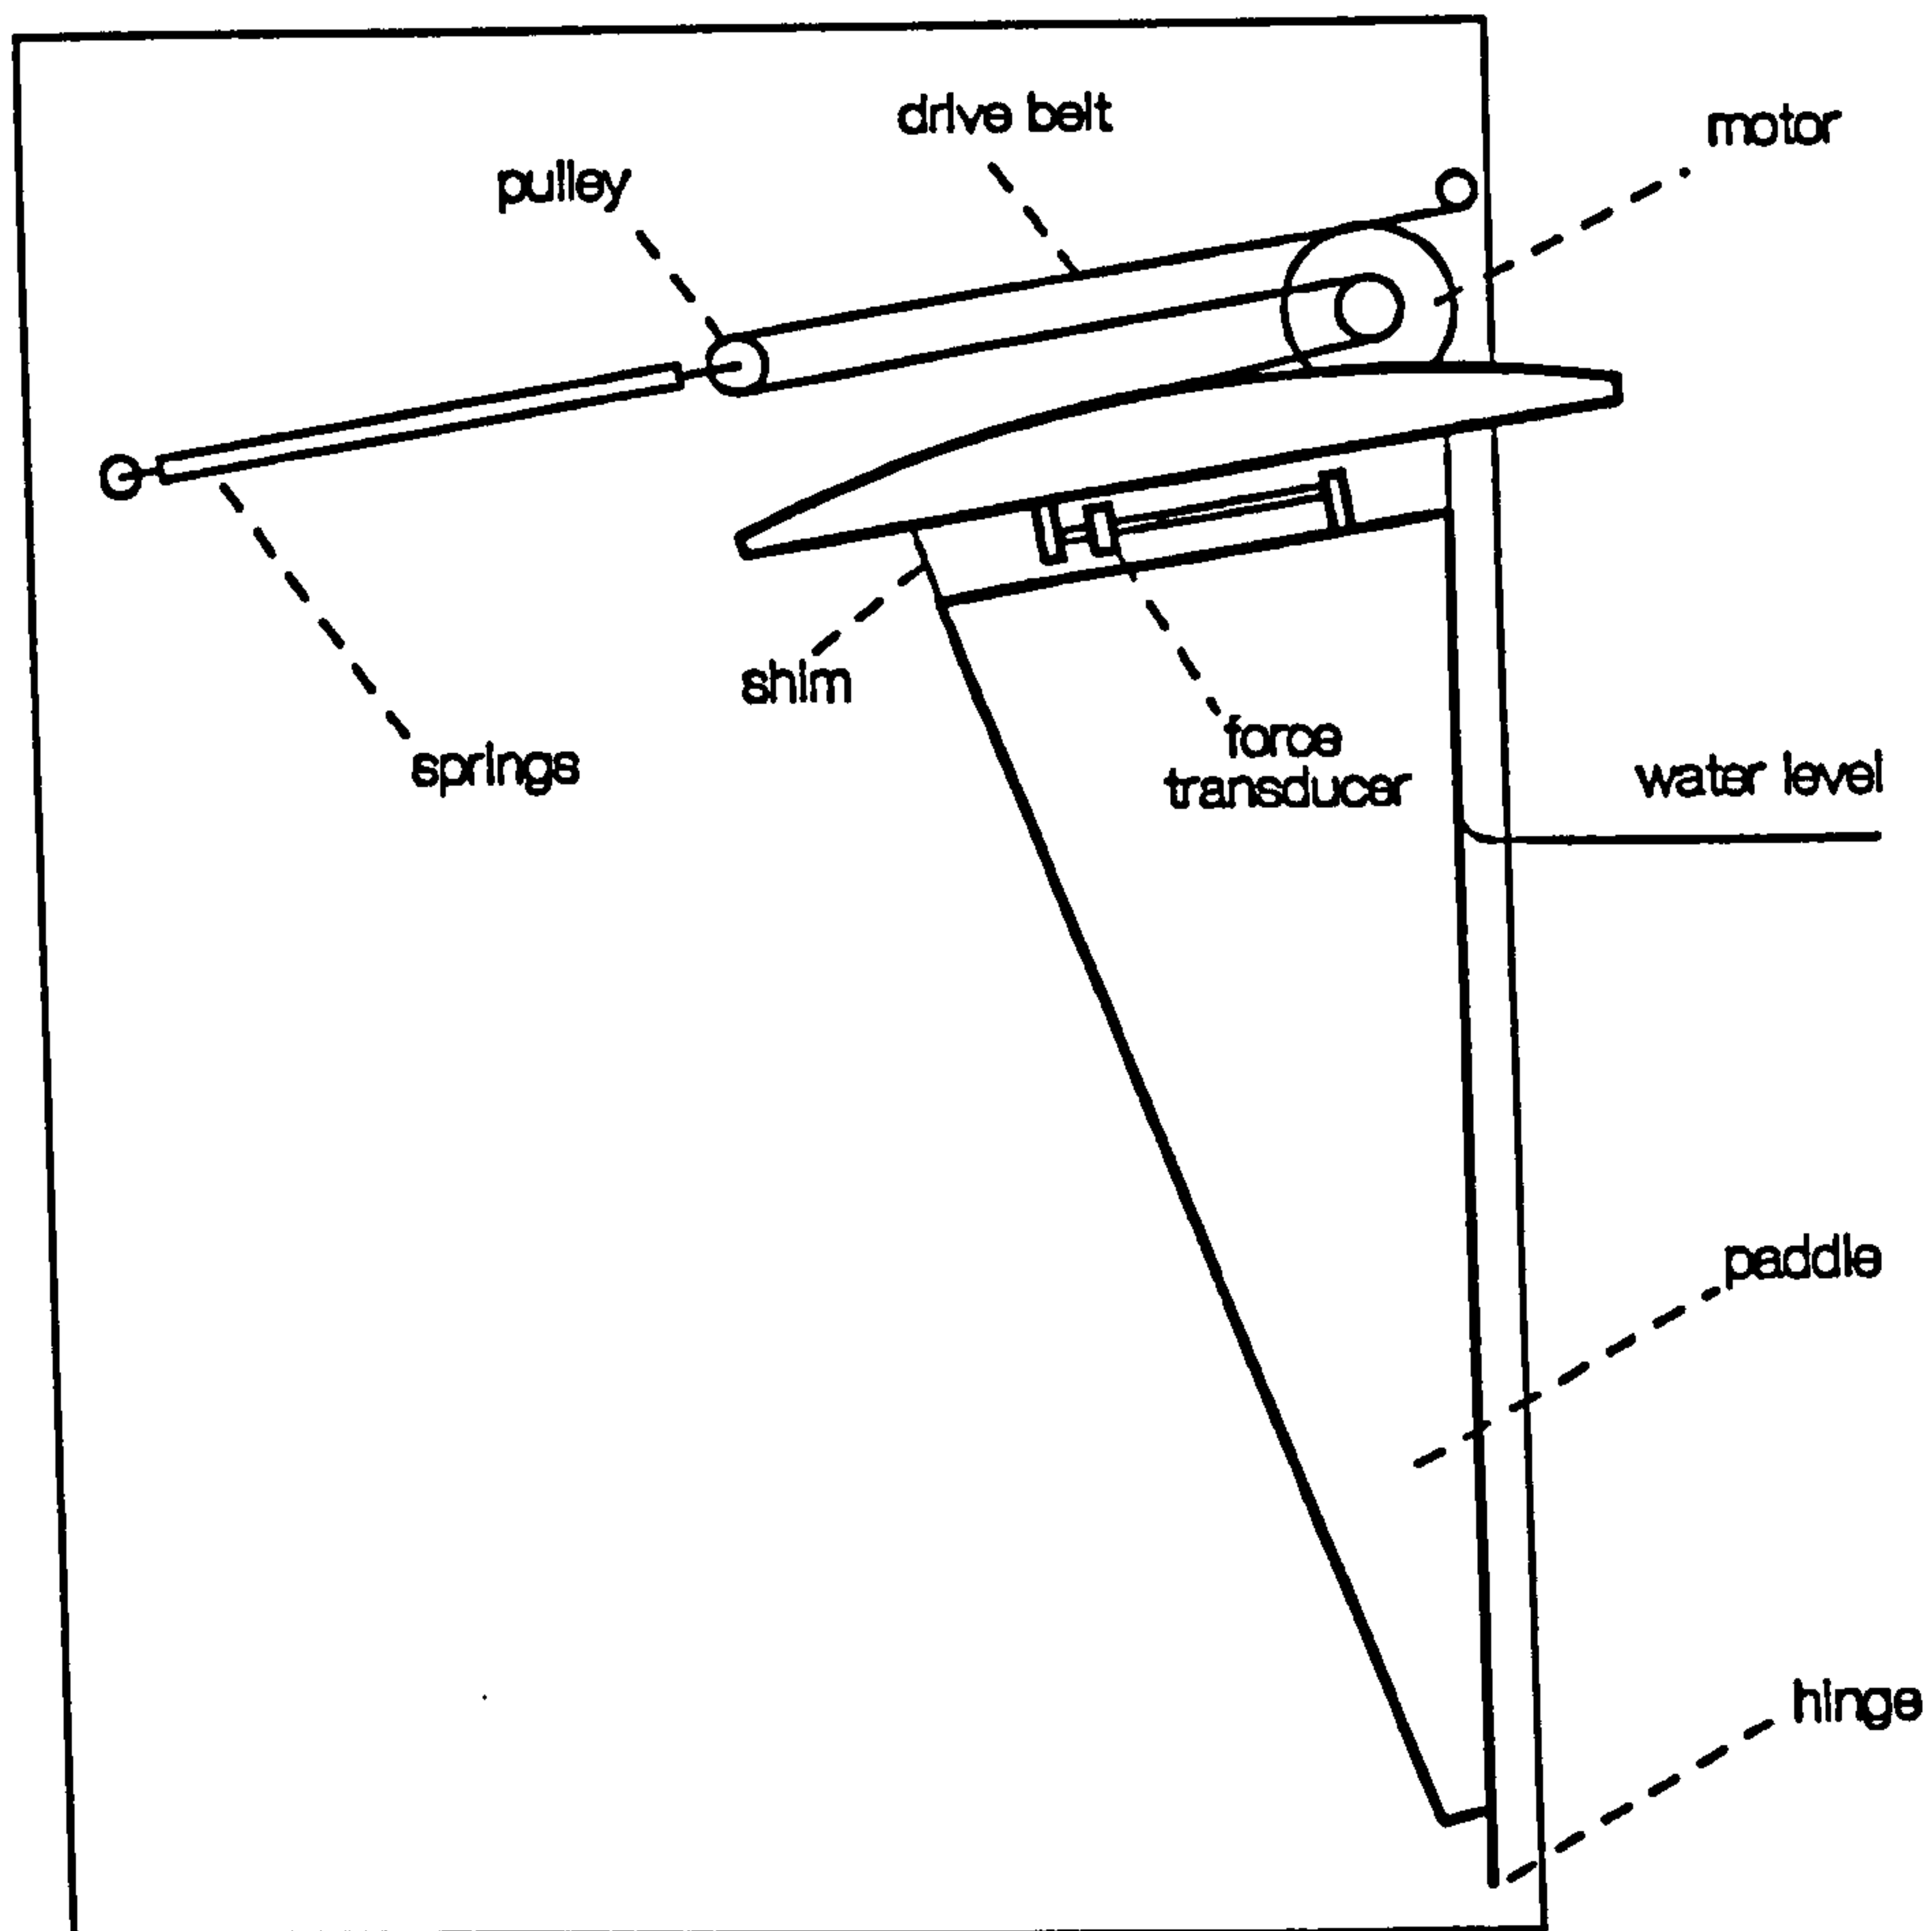 drive belt
motor
pulley
shim
springs
force
transducer
water level
paddle
hinge